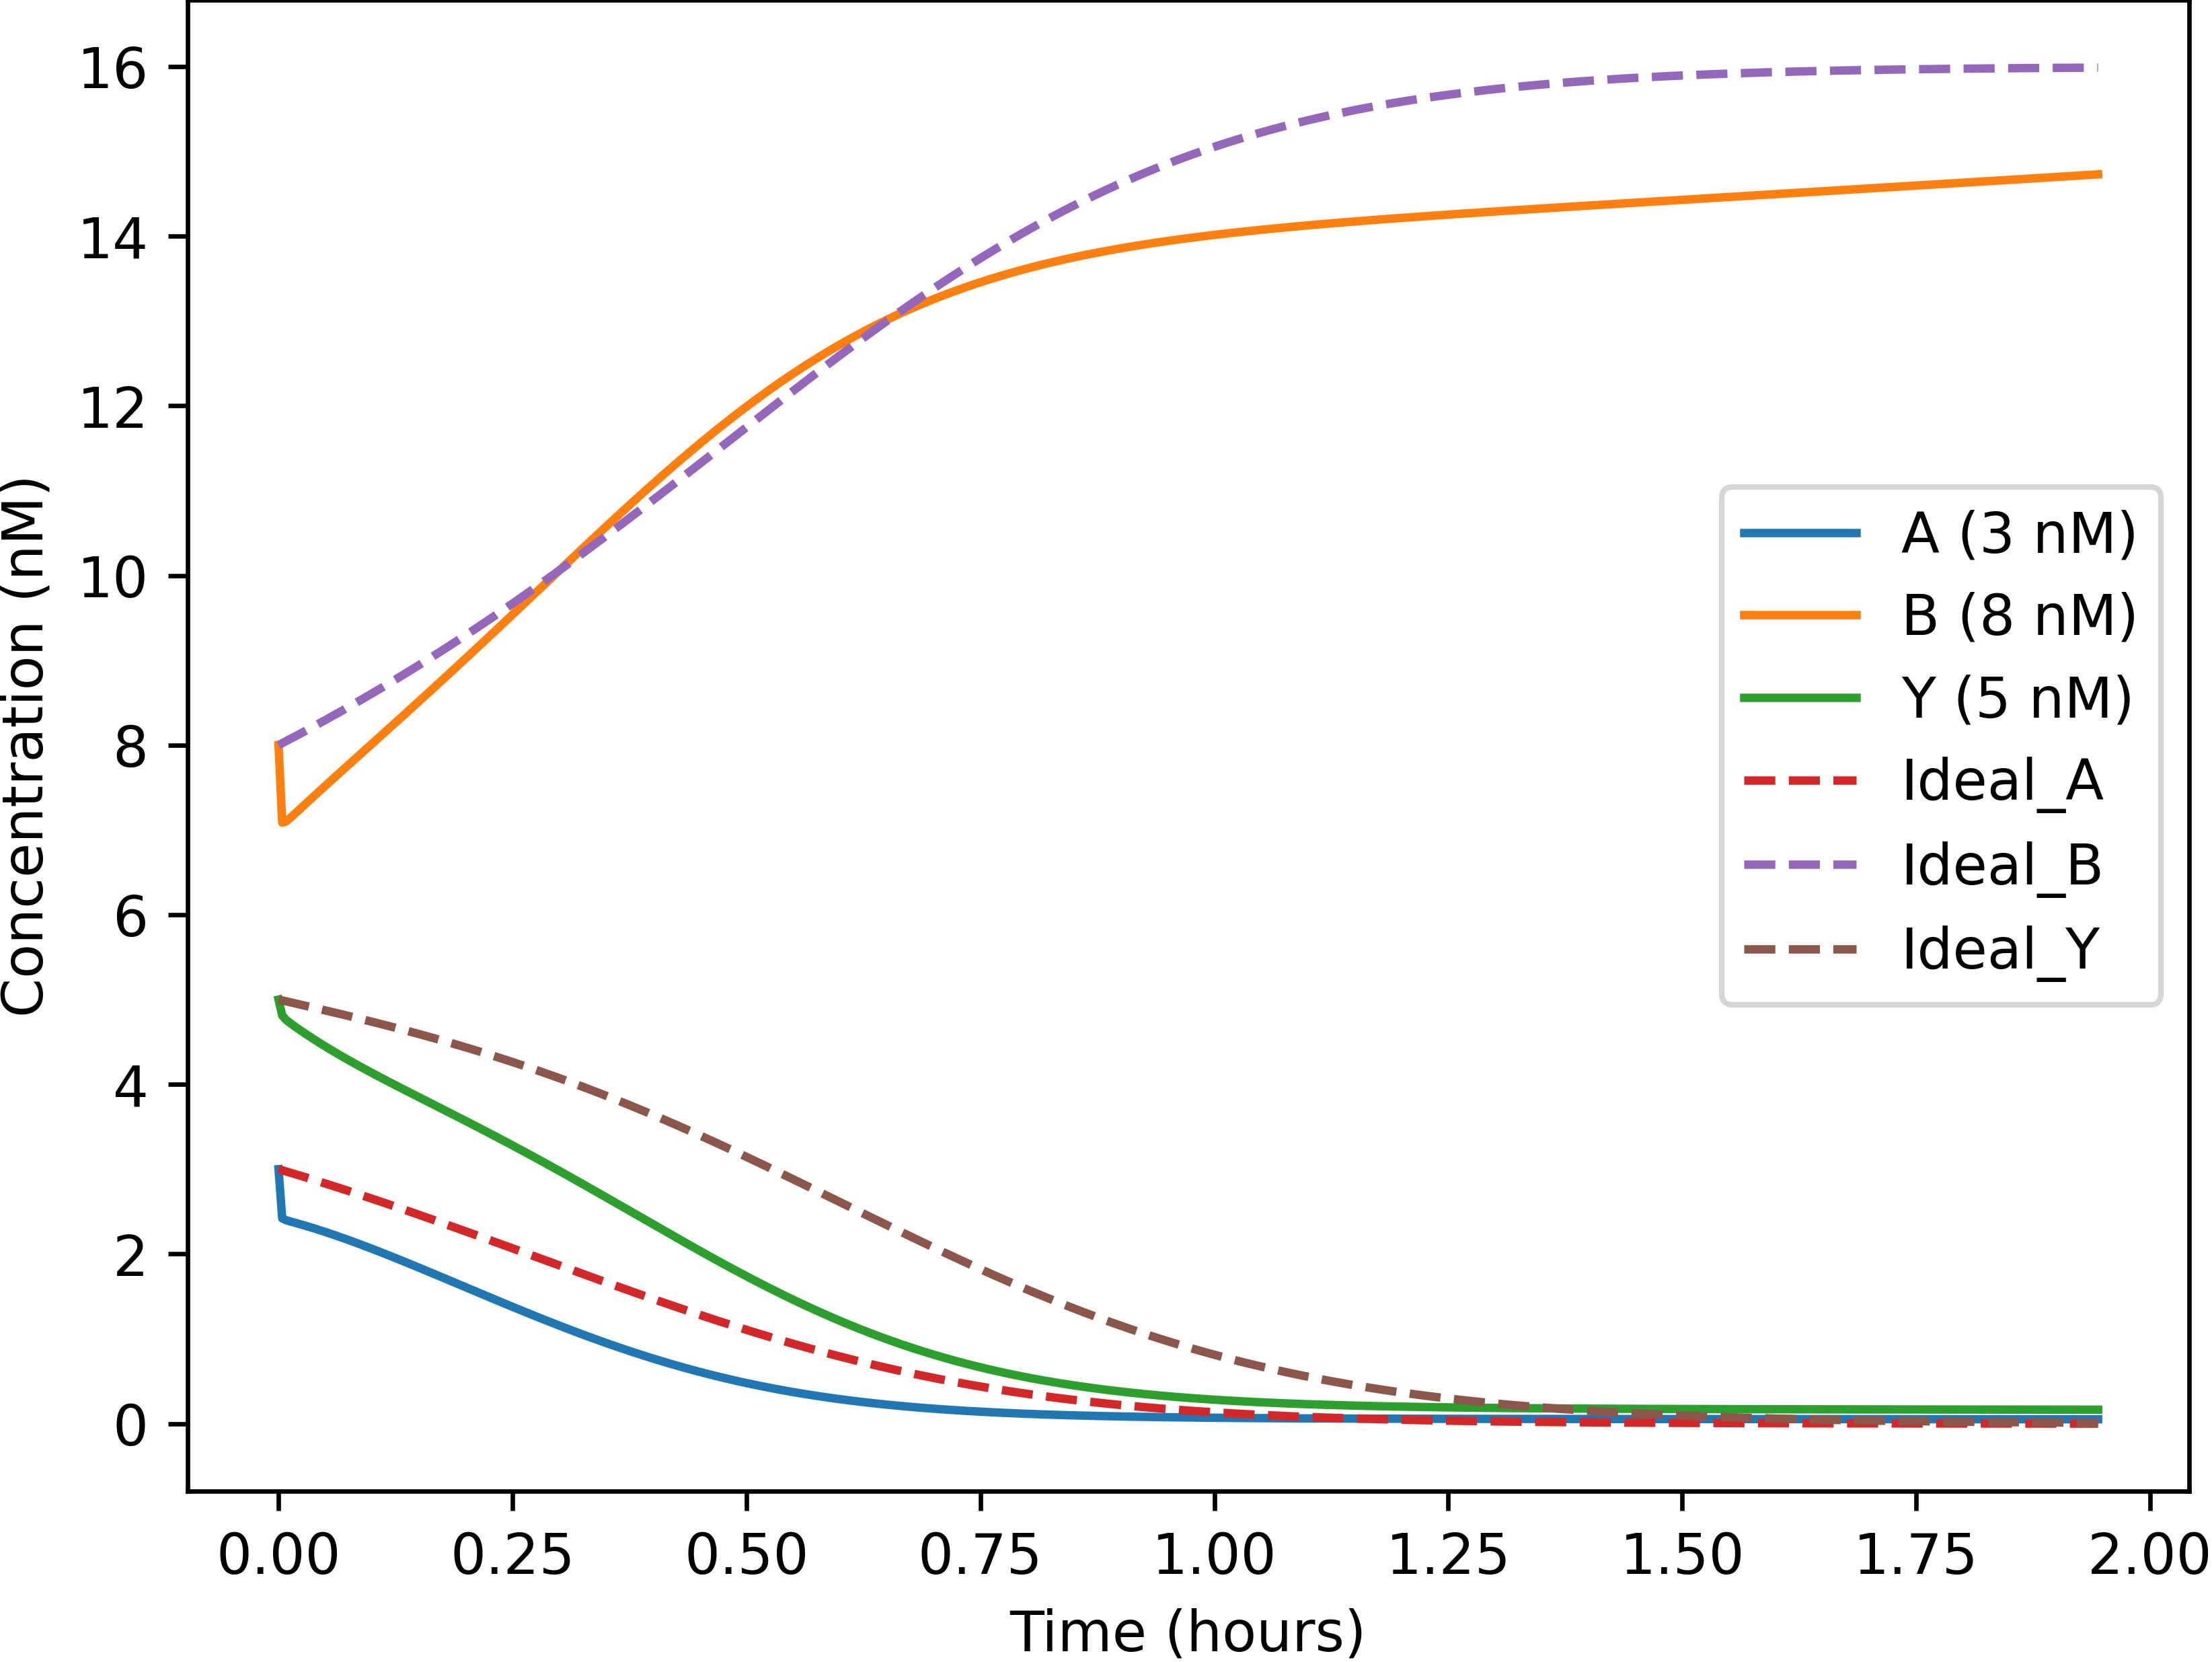 Concentration (nM)
16
14
12
10
8
6
4
2
0
A (3 nM)
B (8 nM)
Y (5 nM)
Ideal_A
Ideal_B
Ideal_Y
0.00 0.25 0.50 0.75 1.00 1.25 1.50 1.75 2.00
Time (hours)